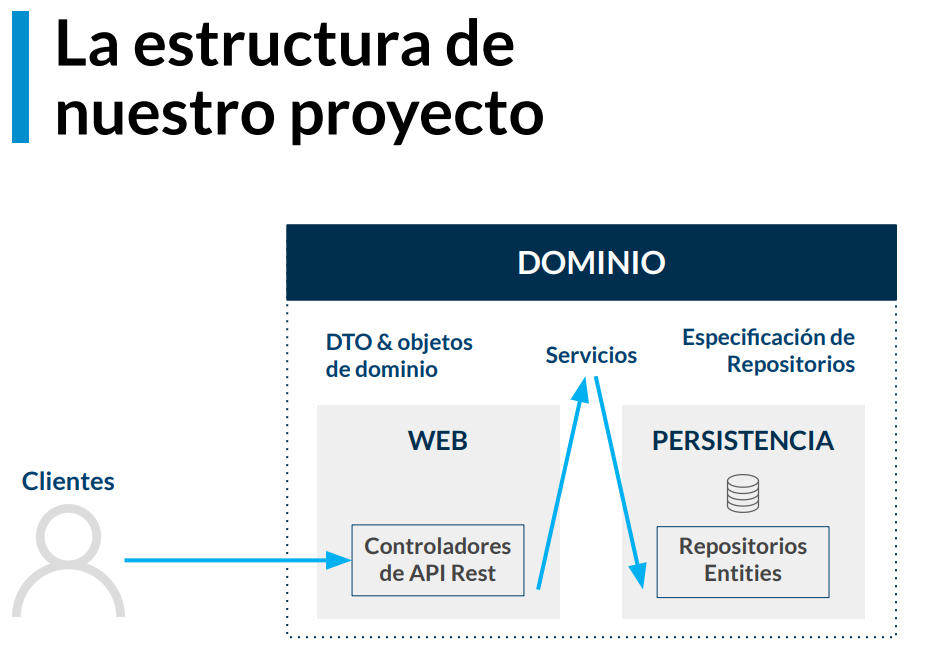 La estructura de
nuestro proyecto
DOMINIO
DTO & objetos
de dominio
Servicios
Especificación de
Repositorios
WEB
PERSISTENCIA
Clientes
Controladores
de API Rest
Repositorios
Entities